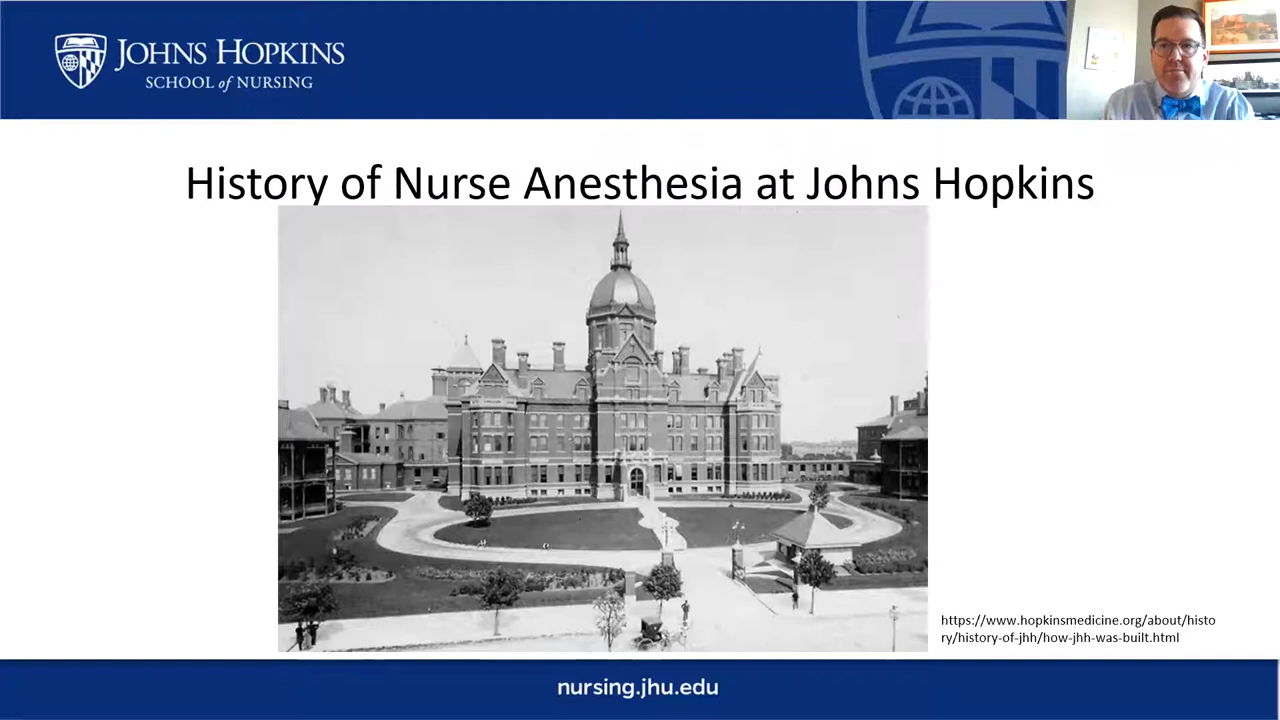 JOHNS HOPKINS
SCHOOL of NURSING
History of Nurse Anesthesia at Johns Hopkins
https://www.hopkinsmedicine.org/about/histo
ry/history-of-jhh/how-jhh-was-built.html
nursing.jhu.edu